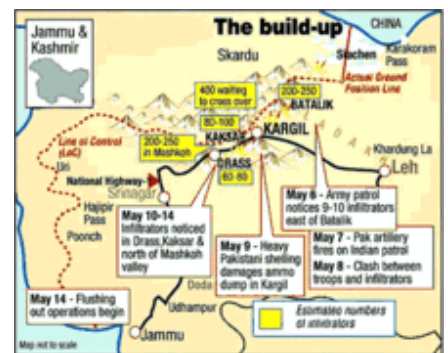 Jammu &
Kashmir
The build-up
CHINA
Skardu
Siachen
Karakoram
Pass
Actual Ground
Position Line
400 waiting
to cross over
200-250
BATALIK
80-100
KAKSAR
KARGIL
Line of Control
(LoC)
200-250
in Mashkoh
DRASS
60-80
Uri
Khardung La
Leh
National Highway
Srinagar
Hajipir
Pass
Poonch
May 6 - Army patrol
notices 9-10 infiltrators
east of Batalik
May 7 - Pak artillery
fires on Indian patrol
May 8 - Clash between
troops and infiltrators
May 10-14
Infiltrators noticed
in Drass,Kaksar &
north of Mashkoh
valley
May 9 - Heavy
Pakistani shelling
damages ammo
dump in Kargil
May 14 - Flushing
out operations begin
Doda
Udhampur
Jammu
Estimated numbers
of infiltrators
Map not to scale